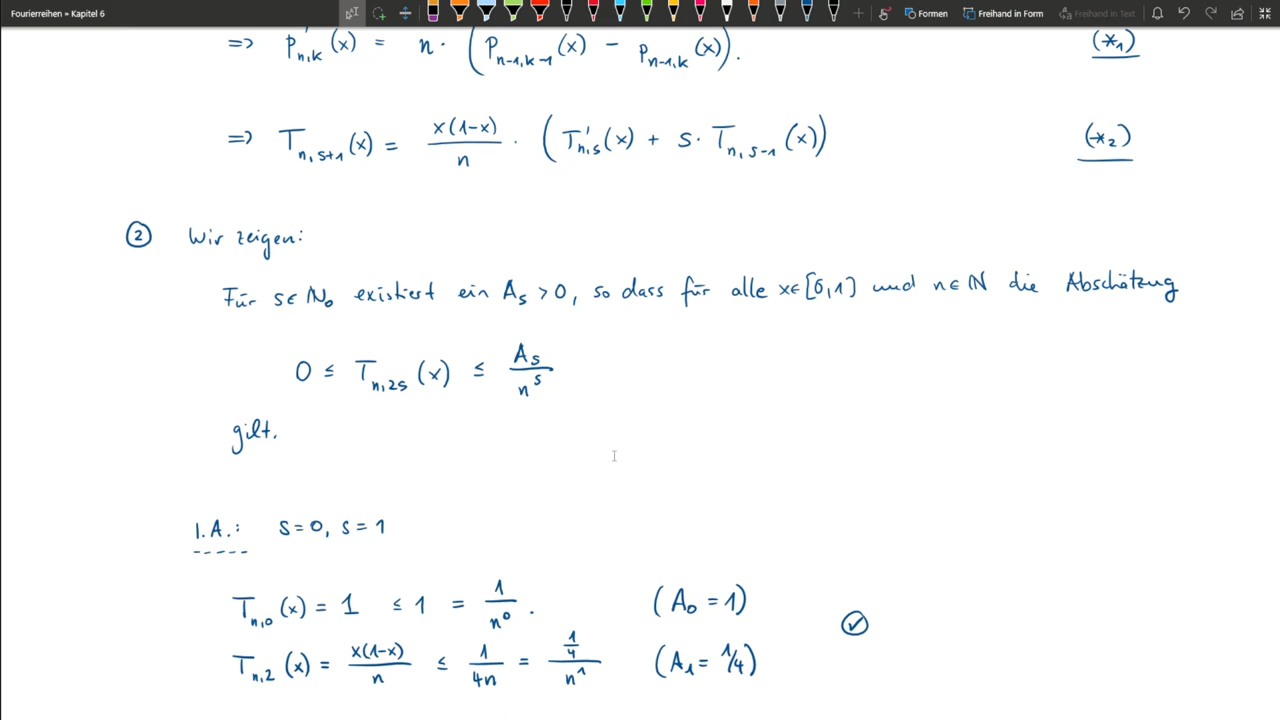 Fourierreihen » Kapitel 6
Formen
Freihand in Form
Freihand in Text
=> p'n,k (x) = n · (pn-1,k-1 (x) − pn-1,k (x)). (*1)
=> Tn,s+1 (x) = x(1-x)/n · (T'n,s (x) + s · Tn,s-1 (x)) (*2)
② Wir zeigen:
Für s∈ℕ₀ existiert ein As > 0, so dass für alle x∈[0,1] und n∈ℕ die Abschätzung
0 ≤ Tn,2s (x) ≤ As/n^s
gilt.
I.A.: s=0, s=1
Tn,0 (x) = 1 ≤ 1 = 1/n^0 . (A0 = 1)
✓
Tn,2 (x) = x(1-x)/n ≤ 1/4n = 1/4/n^1 (A1 = 1/4)